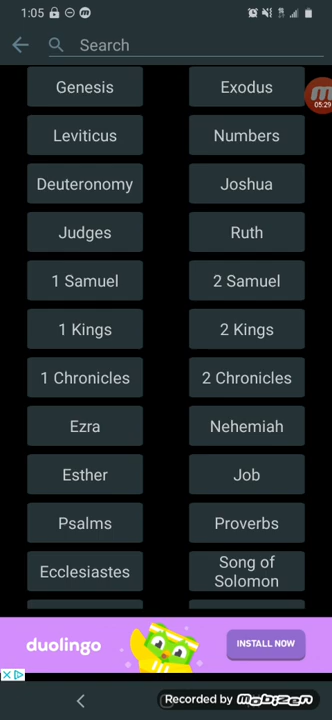 1:05
Search
Genesis Exodus
05:29
Leviticus Numbers
Deuteronomy Joshua
Judges Ruth
1 Samuel 2 Samuel
1 Kings 2 Kings
1 Chronicles 2 Chronicles
Ezra Nehemiah
Esther Job
Psalms Proverbs
Ecclesiastes Song of
Solomon
duolingo INSTALL NOW
Recorded by mobizen